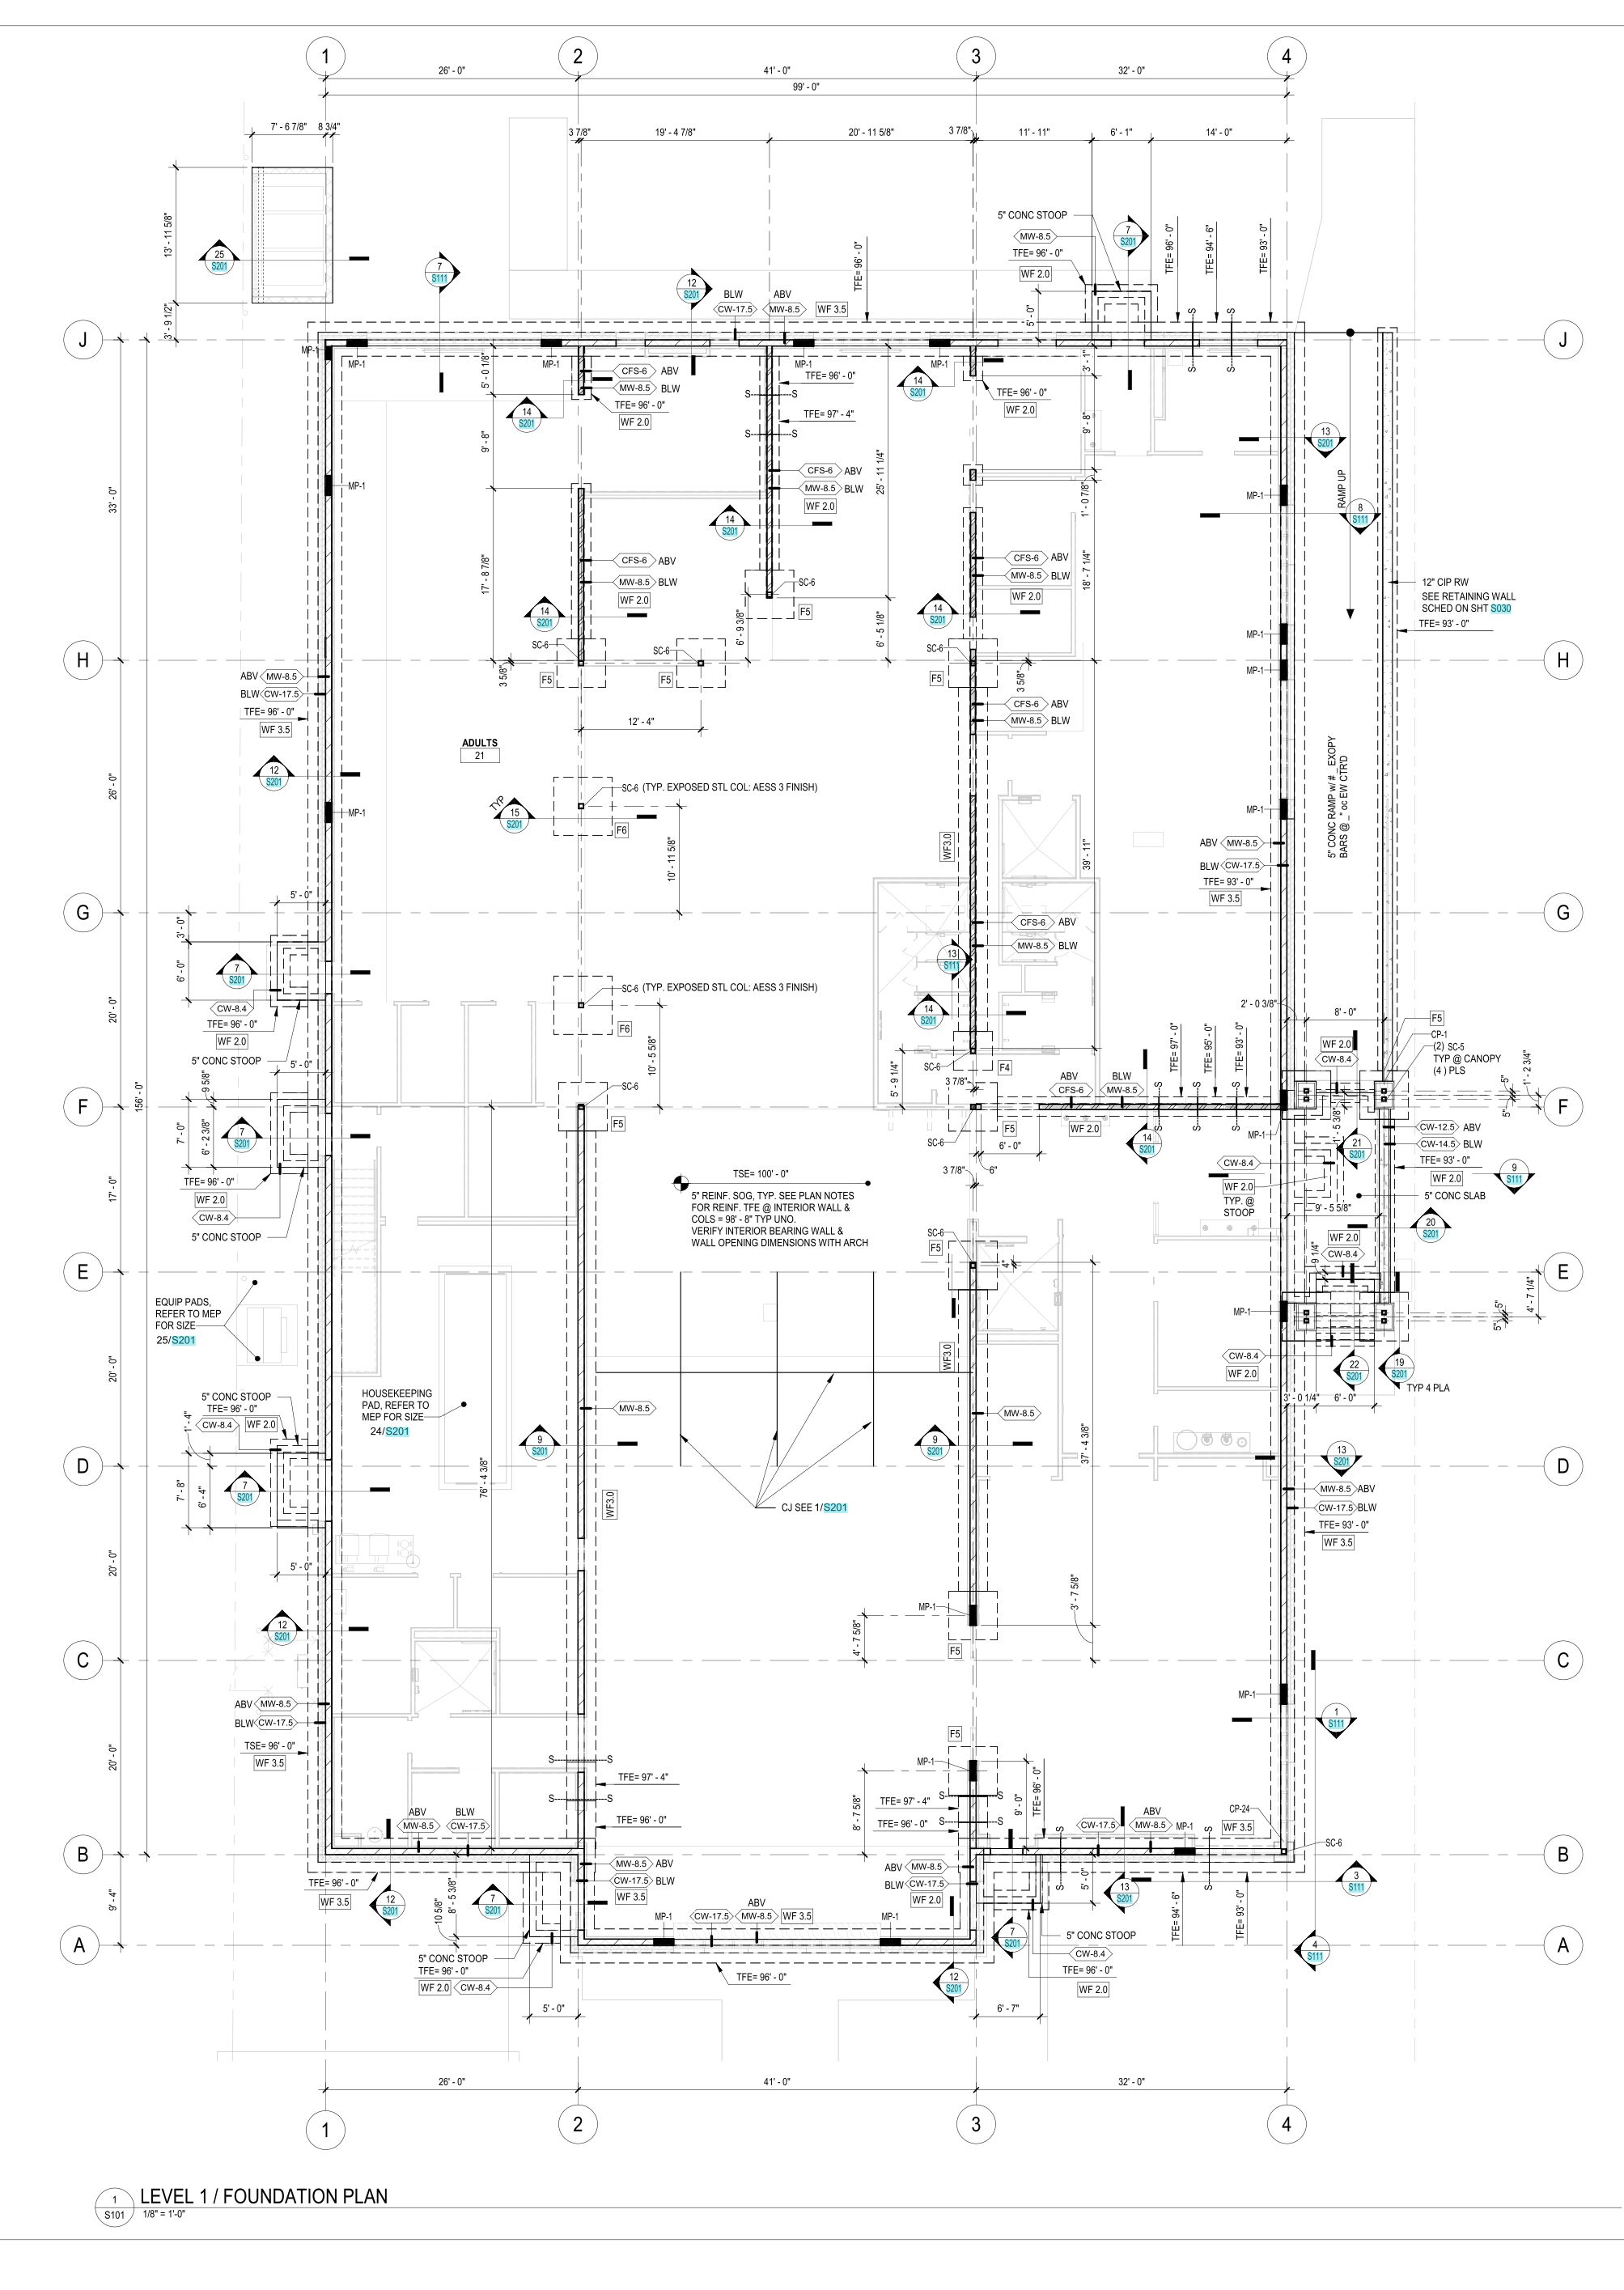 1
2
3
4
26' - 0"
41' - 0"
32' - 0"
99' - 0"
7' - 6 7/8"
8 3/4"
3 7/8"
19' - 4 7/8"
20' - 11 5/8"
3 7/8"
11' - 11"
6' - 1"
14' - 0"
13' - 11 5/8"
3' - 9 1/2"
25
S201
7
S111
12
S201
BLW
CW-17.5
ABV
MW-8.5
WF 3.5
TFE= 96' - 0"
5" CONC STOOP
MW-8.5
TFE= 96' - 0"
WF 2.0
5' - 0"
7
S201
TFE= 96' - 0"
TFE= 94' - 6"
TFE= 93' - 0"
S
S
S
S
J
J
MP-1
MP-1
MP-1
MP-1
MP-1
5' - 0 1/8"
CFS-6 ABV
MW-8.5 BLW
TFE= 96' - 0"
WF 2.0
14
S201
S
S
TFE= 96' - 0"
TFE= 97' - 4"
S
S
14
S201
TFE= 96' - 0"
WF 2.0
3' - 1"
9' - 8"
13
S201
9' - 8"
33' - 0"
MP-1
CFS-6 ABV
MW-8.5 BLW
WF 2.0
25' - 11 1/4"
14
S201
1' - 0 7/8"
MP-1
RAMP UP
8
S111
17' - 8 7/8"
CFS-6 ABV
MW-8.5 BLW
WF 2.0
14
S201
SC-6
F5
6' - 9 3/8"
6' - 5 1/8"
CFS-6 ABV
MW-8.5 BLW
WF 2.0
14
S201
18' - 7 1/4"
12" CIP RW
SEE RETAINING WALL
SCHED ON SHT S030
TFE= 93' - 0"
MP-1
MP-1
H
H
SC-6
SC-6
SC-6
3 5/8"
F5
F5
F5
3 5/8"
ABV MW-8.5
BLW CW-17.5
TFE= 96' - 0"
WF 3.5
12' - 4"
CFS-6 ABV
MW-8.5 BLW
ADULTS
21
12
S201
26' - 0"
MP-1
SC-6 (TYP. EXPOSED STL COL: AESS 3 FINISH)
TYP
15
S201
F6
10' - 11 5/8"
WF3.0
39' - 11"
MP-1
ABV MW-8.5
BLW CW-17.5
TFE= 93' - 0"
WF 3.5
5" CONC RAMP w/ #_ EXOPY
BARS @ _" oc EW CTR'D
5' - 0"
G
G
3' - 0"
6' - 0"
7
S201
CW-8.4
TFE= 96' - 0"
WF 2.0
5" CONC STOOP
CFS-6 ABV
MW-8.5 BLW
13
S111
14
S201
20' - 0"
SC-6 (TYP. EXPOSED STL COL: AESS 3 FINISH)
F6
10' - 5 5/8"
2' - 0 3/8"
8' - 0"
F5
CP-1
(2) SC-5
TYP @ CANOPY
(4 ) PLS
WF 2.0
CW-8.4
1' - 2 3/4"
5"
5"
5' - 0"
9 5/8"
SC-6
F4
5' - 9 1/4"
3 7/8"
TFE= 97' - 0"
TFE= 95' - 0"
TFE= 93' - 0"
ABV
CFS-6
BLW
MW-8.5
S
S
S
F
F
156' - 0"
SC-6
F5
SC-6
F5
6' - 0"
WF 2.0
S
S
S
MP-1
14
S201
1' - 5 3/8"
21
S201
CW-12.5 ABV
CW-14.5 BLW
TFE= 93' - 0"
WF 2.0
9
S111
7' - 0"
6' - 2 3/8"
7
S201
TFE= 96' - 0"
WF 2.0
CW-8.4
5" CONC STOOP
17' - 0"
TSE= 100' - 0"
5" REINF. SOG, TYP. SEE PLAN NOTES
FOR REINF. TFE @ INTERIOR WALL &
COLS = 98' - 8" TYP UNO.
VERIFY INTERIOR BEARING WALL &
WALL OPENING DIMENSIONS WITH ARCH
3 7/8"
6"
CW-8.4
WF 2.0
TYP. @
STOOP
5" CONC SLAB
9' - 5 5/8"
20
S201
WF 2.0
CW-8.4
9 1/4"
SC-6
F5
4"
E
E
EQUIP PADS,
REFER TO MEP
FOR SIZE
25/S201
MP-1
4' - 7 1/4"
5"
5"
WF3.0
CW-8.4
WF 2.0
22
S201
19
S201
TYP 4 PLA
3' - 0 1/4"
6' - 0"
20' - 0"
5" CONC STOOP
TFE= 96' - 0"
CW-8.4
WF 2.0
1' - 4"
HOUSEKEEPING
PAD, REFER TO
MEP FOR SIZE
24/S201
MW-8.5
9
S201
MW-8.5
9
S201
37' - 4 3/8"
13
S201
D
D
7' - 8"
6' - 4"
7
S201
76' - 4 3/8"
WF3.0
CJ SEE 1/S201
MW-8.5 ABV
CW-17.5 BLW
TFE= 93' - 0"
WF 3.5
20' - 0"
5' - 0"
12
S201
MP-1
F5
4' - 7 5/8"
3' - 7 5/8"
C
C
ABV MW-8.5
BLW CW-17.5
TSE= 96' - 0"
WF 3.5
MP-1
1
S111
F5
MP-1
20' - 0"
S
S
TFE= 97' - 4"
S
S
TFE= 96' - 0"
8' - 7 5/8"
TFE= 97' - 4"
TFE= 96' - 0"
S
S
S
S
9' - 0"
TFE= 96' - 0"
CP-24
WF 3.5
SC-6
ABV
MW-8.5
BLW
CW-17.5
CW-17.5
ABV
MW-8.5
MP-1
S
S
B
B
TFE= 96' - 0"
WF 3.5
12
S201
10 5/8"
8' - 5 3/8"
7
S201
MW-8.5 ABV
CW-17.5 BLW
WF 3.5
ABV MW-8.5
BLW CW-17.5
WF 2.0
5' - 0"
13
S201
S
S
3
S111
9' - 4"
MP-1
CW-17.5
ABV
MW-8.5
WF 3.5
MP-1
7
S201
5" CONC STOOP
CW-8.4
TFE= 96' - 0"
WF 2.0
TFE= 94' - 6"
TFE= 93' - 0"
4
S111
A
A
5" CONC STOOP
TFE= 96' - 0"
WF 2.0
CW-8.4
TFE= 96' - 0"
12
S201
5' - 0"
6' - 7"
26' - 0"
41' - 0"
32' - 0"
1
2
3
4
1
S101
LEVEL 1 / FOUNDATION PLAN
1/8" = 1'-0"